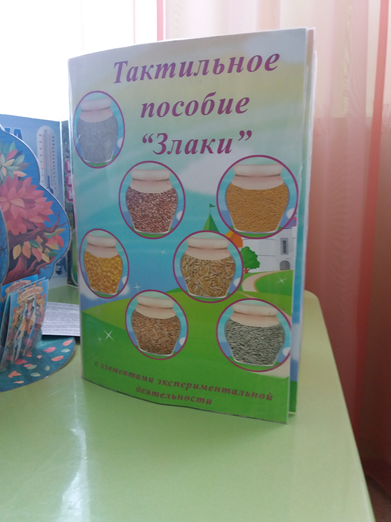 Тактильное
пособие
“Злаки”
с элементами экспериментальной
деятельности